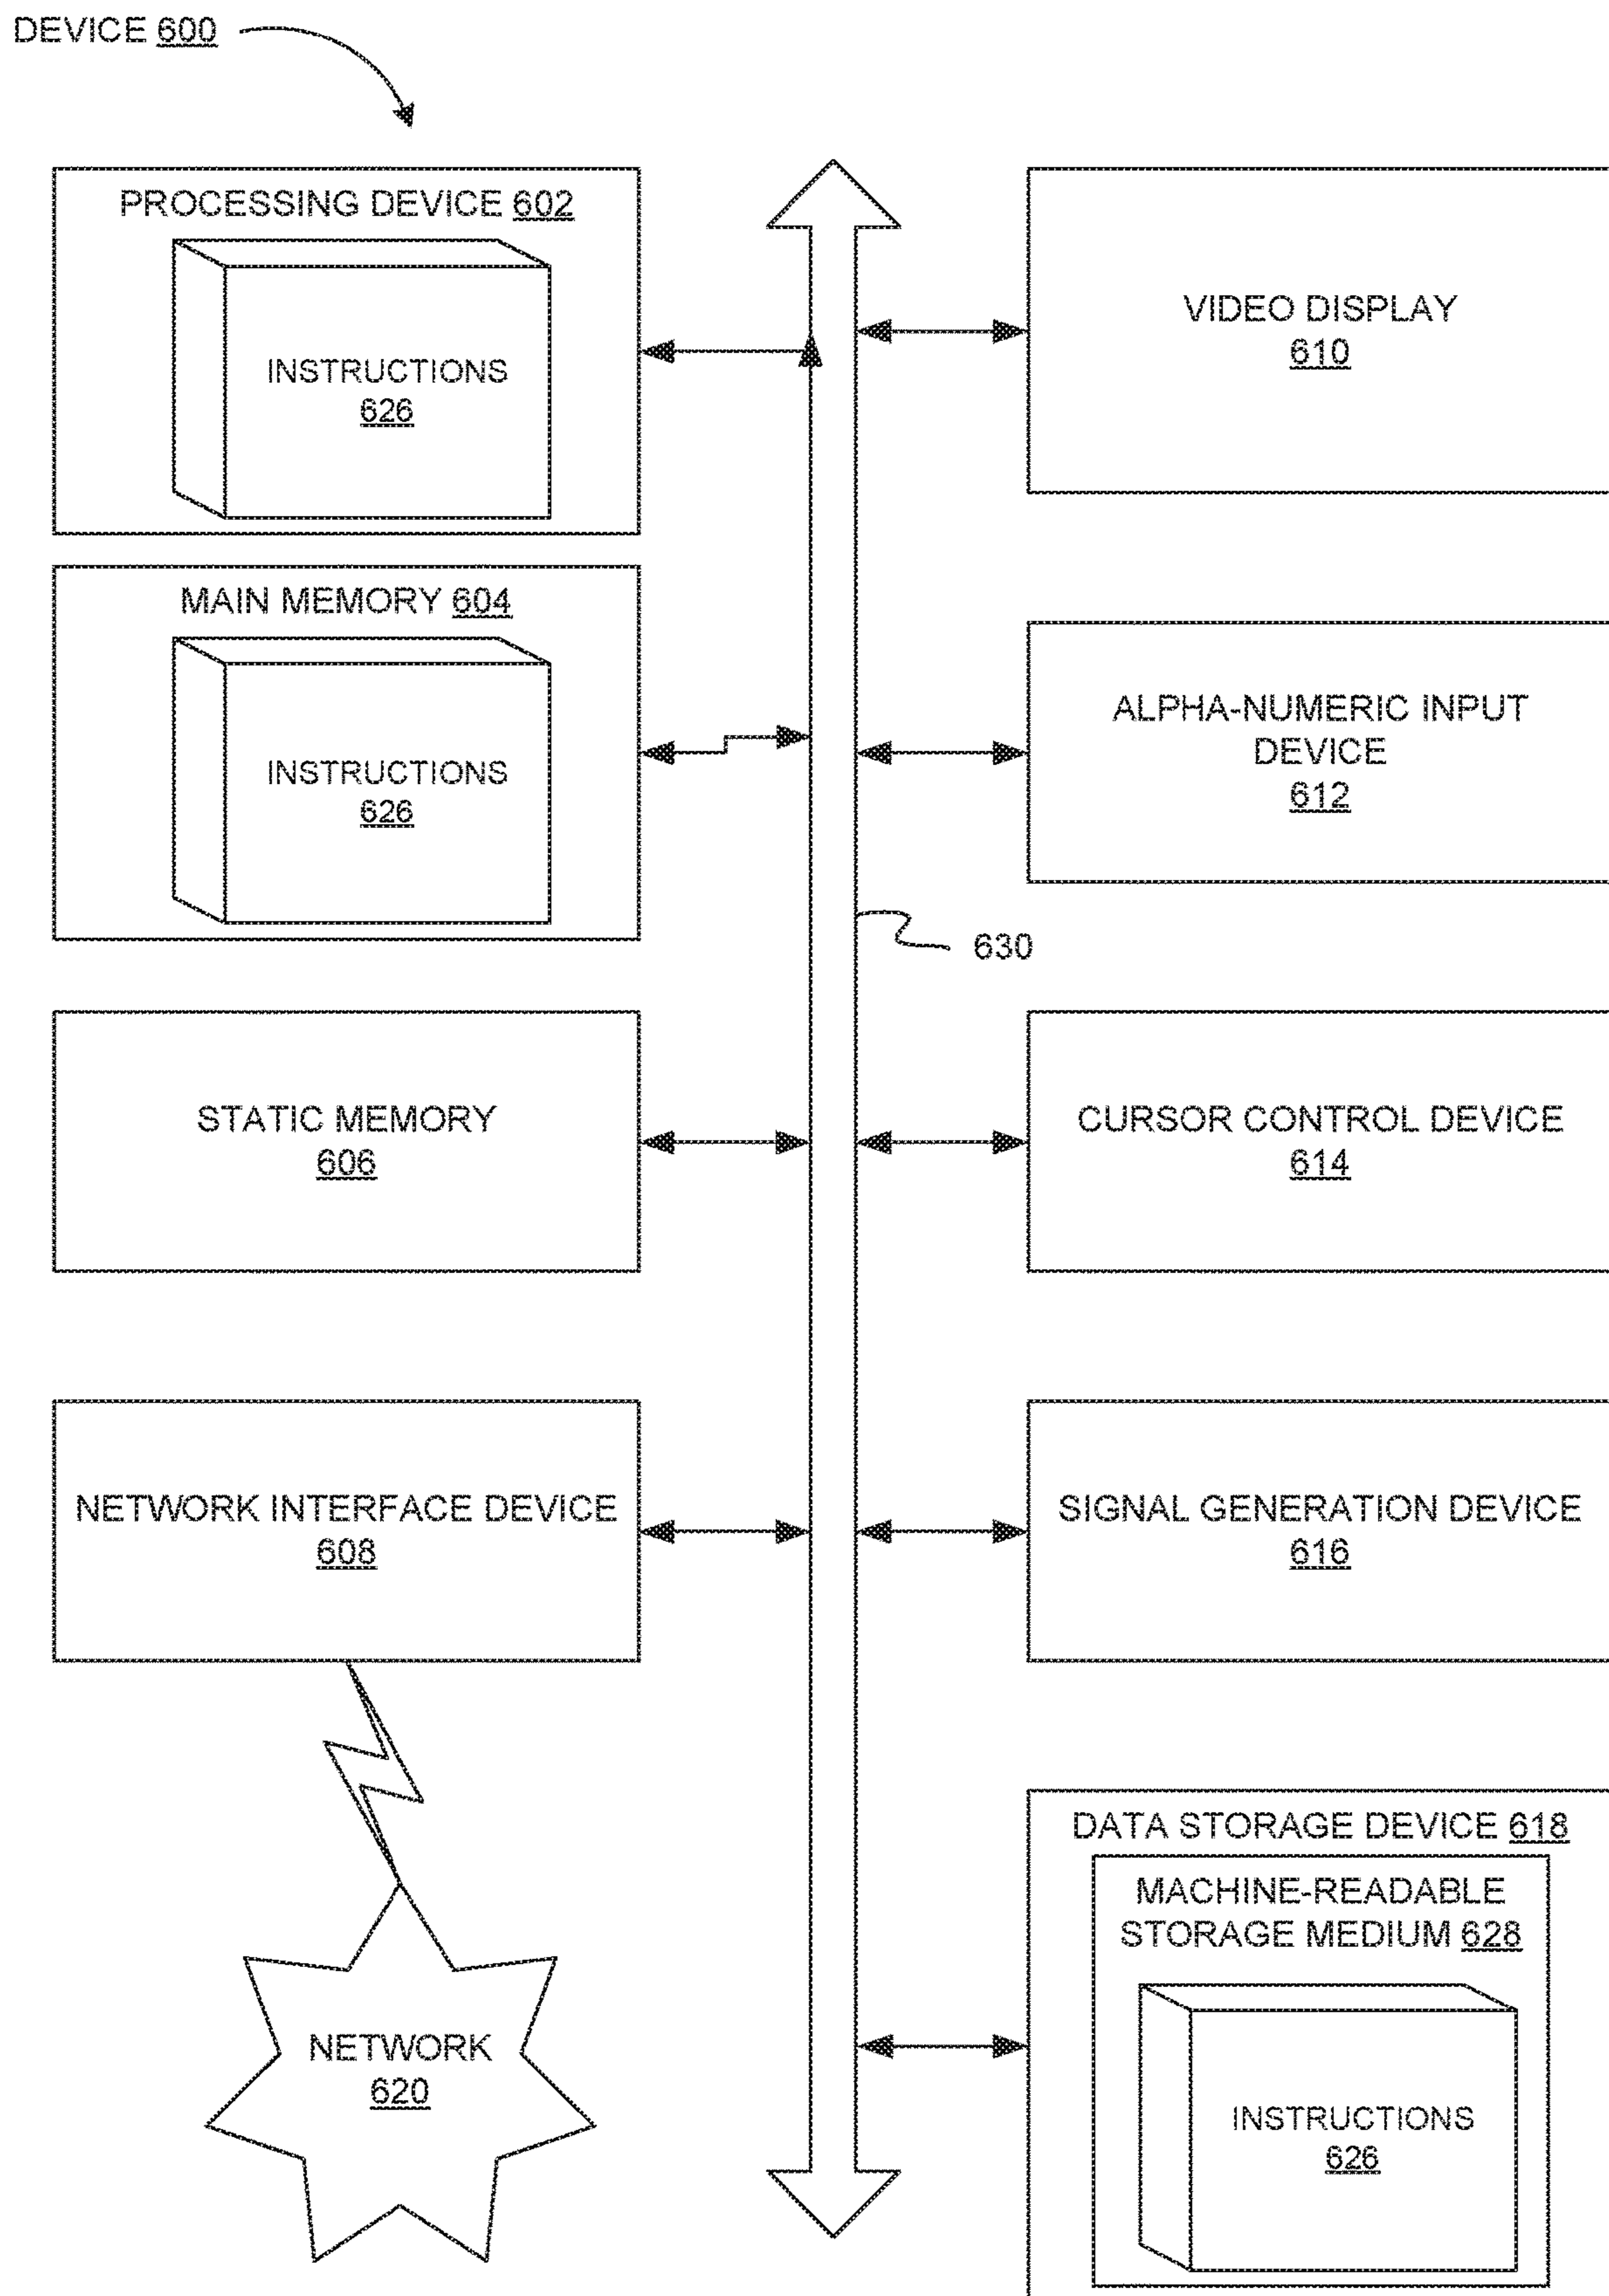 DEVICE 600
PROCESSING DEVICE 602
INSTRUCTIONS
626
MAIN MEMORY 604
INSTRUCTIONS
626
STATIC MEMORY
606
NETWORK INTERFACE DEVICE
608
NETWORK
620
VIDEO DISPLAY
610
ALPHA-NUMERIC INPUT
DEVICE
612
630
CURSOR CONTROL DEVICE
614
SIGNAL GENERATION DEVICE
616
DATA STORAGE DEVICE 618
MACHINE-READABLE
STORAGE MEDIUM 628
INSTRUCTIONS
626